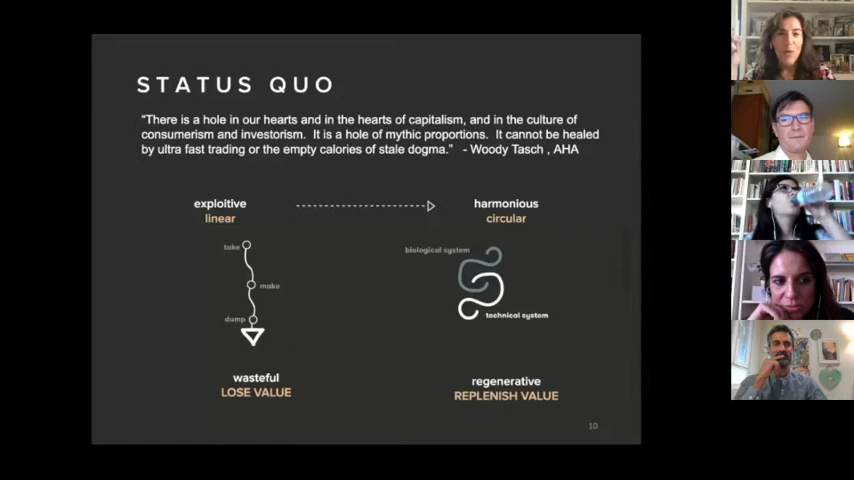 STATUS QUO
"There is a hole in our hearts and in the hearts of capitalism, and in the culture of
consumerism and investorism.  It is a hole of mythic proportions.  It cannot be healed
by ultra fast trading or the empty calories of stale dogma."  - Woody Tasch , AHA
exploitive
linear
harmonious
circular
take
make
dump
biological system
technical system
wasteful
LOSE VALUE
regenerative
REPLENISH VALUE
10